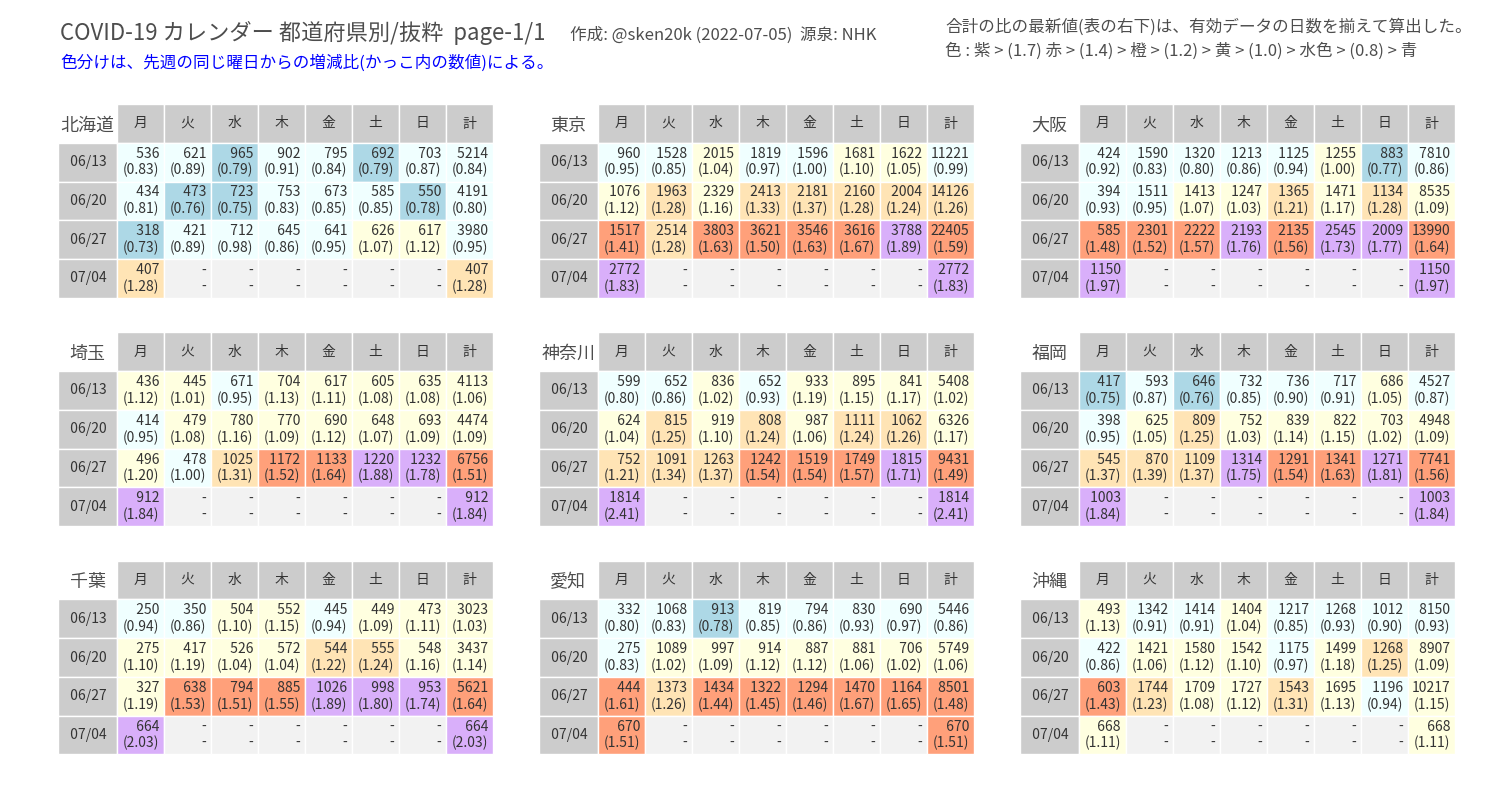 COVID-19 カレンダー 都道府県別/抜粋 page-1/1 作成: @sken20k (2022-07-05) 源泉: NHK
色分けは、先週の同じ曜日からの増減比(かっこ内の数値)による。
合計の比の最新値(表の右下)は、有効データの日数を揃えて算出した。
色 : 紫 > (1.7) 赤 > (1.4) > 橙 > (1.2) > 黄 > (1.0) > 水色 > (0.8) > 青
北海道 月 火 水 木 金 土 日 計
06/13 536 621 965 902 795 692 703 5214
(0.83) (0.89) (0.79) (0.91) (0.84) (0.79) (0.87) (0.84)
06/20 434 473 723 753 673 585 550 4191
(0.81) (0.76) (0.75) (0.83) (0.85) (0.85) (0.78) (0.80)
06/27 318 421 712 645 641 626 617 3980
(0.73) (0.89) (0.98) (0.86) (0.95) (1.07) (1.12) (0.95)
07/04 407 - - - - - - 407
(1.28) - - - - - - (1.28)
東京 月 火 水 木 金 土 日 計
06/13 960 1528 2015 1819 1596 1681 1622 11221
(0.95) (0.85) (1.04) (0.97) (1.00) (1.10) (1.05) (0.99)
06/20 1076 1963 2329 2413 2181 2160 2004 14126
(1.12) (1.28) (1.16) (1.33) (1.37) (1.28) (1.24) (1.26)
06/27 1517 2514 3803 3621 3546 3616 3788 22405
(1.41) (1.28) (1.63) (1.50) (1.63) (1.67) (1.89) (1.59)
07/04 2772 - - - - - - 2772
(1.83) - - - - - - (1.83)
大阪 月 火 水 木 金 土 日 計
06/13 424 1590 1320 1213 1125 1255 883 7810
(0.92) (0.83) (0.80) (0.86) (0.94) (1.00) (0.77) (0.86)
06/20 394 1511 1413 1247 1365 1471 1134 8535
(0.93) (0.95) (1.07) (1.03) (1.21) (1.17) (1.28) (1.09)
06/27 585 2301 2222 2193 2135 2545 2009 13990
(1.48) (1.52) (1.57) (1.76) (1.56) (1.73) (1.77) (1.64)
07/04 1150 - - - - - - 1150
(1.97) - - - - - - (1.97)
埼玉 月 火 水 木 金 土 日 計
06/13 436 445 671 704 617 605 635 4113
(1.12) (1.01) (0.95) (1.13) (1.11) (1.08) (1.08) (1.06)
06/20 414 479 780 770 690 648 693 4474
(0.95) (1.08) (1.16) (1.09) (1.12) (1.07) (1.09) (1.09)
06/27 496 478 1025 1172 1133 1220 1232 6756
(1.20) (1.00) (1.31) (1.52) (1.64) (1.88) (1.78) (1.51)
07/04 912 - - - - - - 912
(1.84) - - - - - - (1.84)
神奈川 月 火 水 木 金 土 日 計
06/13 599 652 836 652 933 895 841 5408
(0.80) (0.86) (1.02) (0.93) (1.19) (1.15) (1.17) (1.02)
06/20 624 815 919 808 987 1111 1062 6326
(1.04) (1.25) (1.10) (1.24) (1.06) (1.24) (1.26) (1.17)
06/27 752 1091 1263 1242 1519 1749 1815 9431
(1.21) (1.34) (1.37) (1.54) (1.54) (1.57) (1.71) (1.49)
07/04 1814 - - - - - - 1814
(2.41) - - - - - - (2.41)
福岡 月 火 水 木 金 土 日 計
06/13 417 593 646 732 736 717 686 4527
(0.75) (0.87) (0.76) (0.85) (0.90) (0.91) (1.05) (0.87)
06/20 398 625 809 752 839 822 703 4948
(0.95) (1.05) (1.25) (1.03) (1.14) (1.15) (1.02) (1.09)
06/27 545 870 1109 1314 1291 1341 1271 7741
(1.37) (1.39) (1.37) (1.75) (1.54) (1.63) (1.81) (1.56)
07/04 1003 - - - - - - 1003
(1.84) - - - - - - (1.84)
千葉 月 火 水 木 金 土 日 計
06/13 250 350 504 552 445 449 473 3023
(0.94) (0.86) (1.10) (1.15) (0.94) (1.09) (1.11) (1.03)
06/20 275 417 526 572 544 555 548 3437
(1.10) (1.19) (1.04) (1.04) (1.22) (1.24) (1.16) (1.14)
06/27 327 638 794 885 1026 998 953 5621
(1.19) (1.53) (1.51) (1.55) (1.89) (1.80) (1.74) (1.64)
07/04 664 - - - - - - 664
(2.03) - - - - - - (2.03)
愛知 月 火 水 木 金 土 日 計
06/13 332 1068 913 819 794 830 690 5446
(0.80) (0.83) (0.78) (0.85) (0.86) (0.93) (0.97) (0.86)
06/20 275 1089 997 914 887 881 706 5749
(0.83) (1.02) (1.09) (1.12) (1.12) (1.06) (1.02) (1.06)
06/27 444 1373 1434 1322 1294 1470 1164 8501
(1.61) (1.26) (1.44) (1.45) (1.46) (1.67) (1.65) (1.48)
07/04 670 - - - - - - 670
(1.51) - - - - - - (1.51)
沖縄 月 火 水 木 金 土 日 計
06/13 493 1342 1414 1404 1217 1268 1012 8150
(1.13) (0.91) (0.91) (1.04) (0.85) (0.93) (0.90) (0.93)
06/20 422 1421 1580 1542 1175 1499 1268 8907
(0.86) (1.06) (1.12) (1.10) (0.97) (1.18) (1.25) (1.09)
06/27 603 1744 1709 1727 1543 1695 1196 10217
(1.43) (1.23) (1.08) (1.12) (1.31) (1.13) (0.94) (1.15)
07/04 668 - - - - - - 668
(1.11) - - - - - - (1.11)